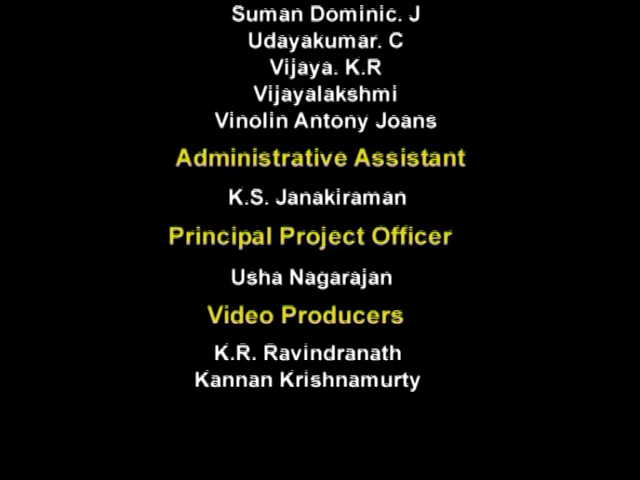 Suman Dominic. J
Udayakumar. C
Vijaya. K.R
Vijayalakshmi
Vinolin Antony Joans
Administrative Assistant
K.S. Janakiraman
Principal Project Officer
Usha Nagarajan
Video Producers
K.R. Ravindranath
Kannan Krishnamurty